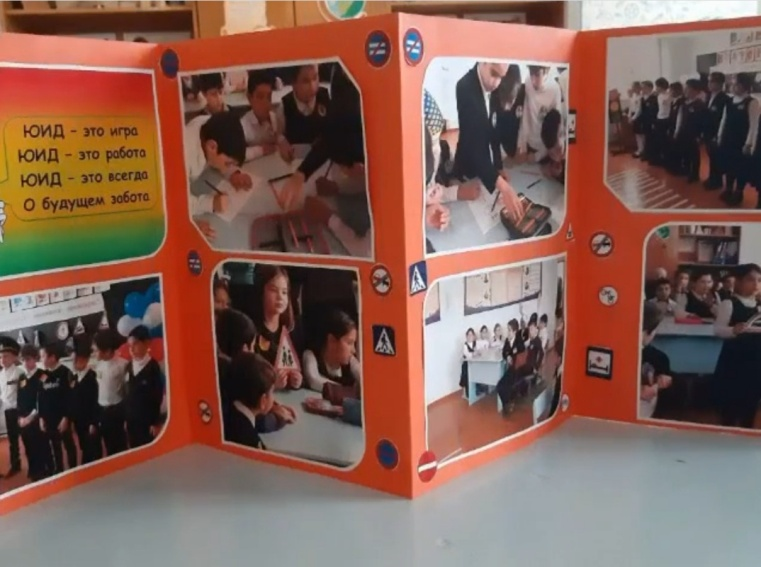 ЮИД - это игра
ЮИД - это работа
ЮИД - это всегда
О будущем забота